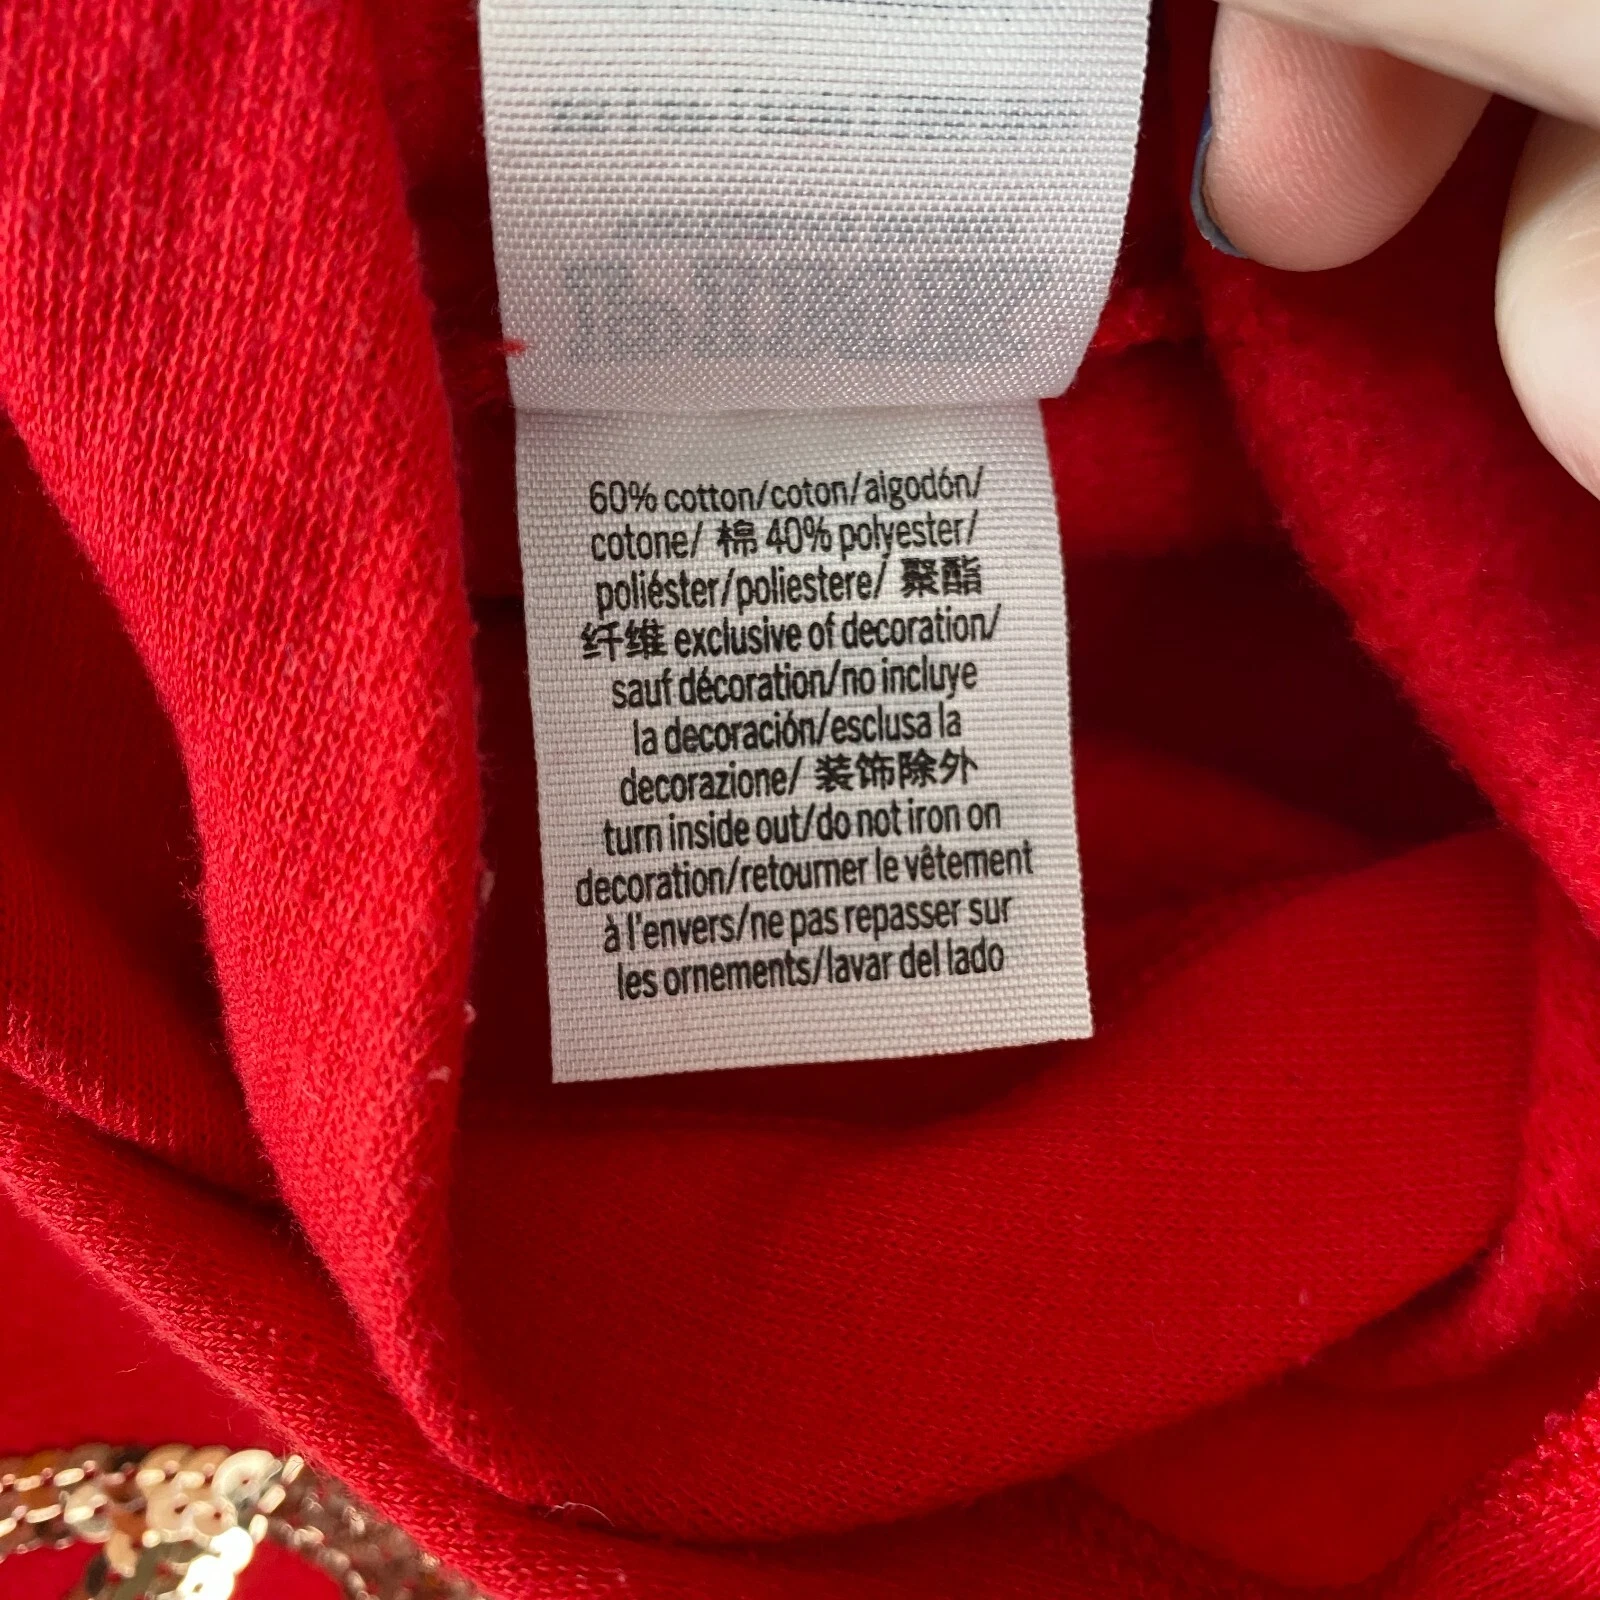 60% cotton/coton/algodón/
cotone/ 棉 40% polyester/
poliéster/poliestere/ 聚酯
纤维 exclusive of decoration/
sauf décoration/no incluye
la decoración/esclusa la
decorazione/ 装饰除外
turn inside out/do not iron on
decoration/retourner le vêtement
à l'envers/ne pas repasser sur
les ornements/lavar del lado